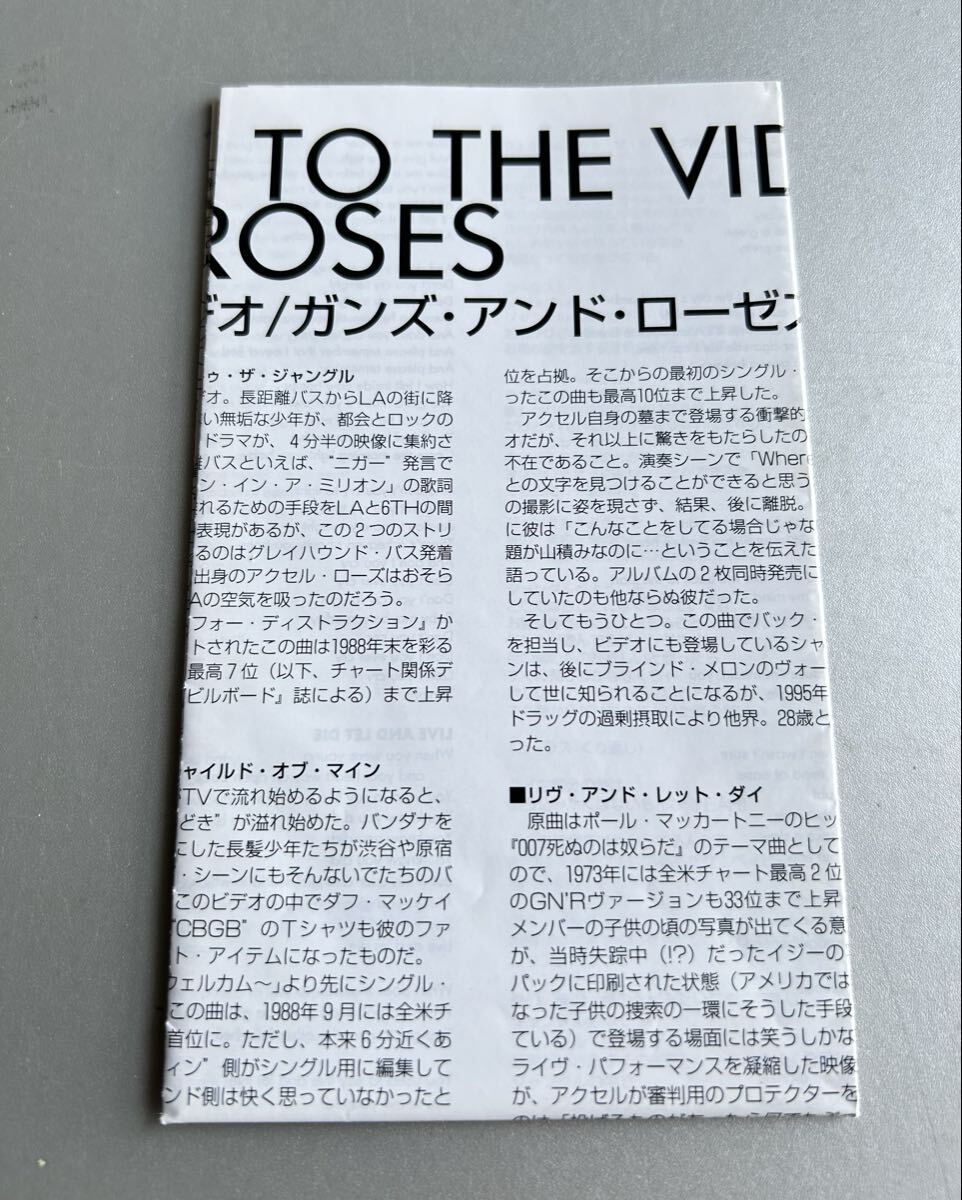 TO THE VID
ROSES
デオ/ガンズ・アンド・ローゼズ
トゥ・ザ・ジャングル
デオ。長距離バスからLAの街に降
い無垢な少年が、都会とロックの
ドラマが、4分半の映像に集約さ
離バスといえば、“ニガー”発言で
ン・イン・ア・ミリオン」の歌詞
れるための手段をLAと6THの間
表現があるが、この2つのストリ
るのはグレイハウンド・バス発着
出身のアクセル・ローズはおそら
Aの空気を吸ったのだろう。
フォー・ディストラクション』か
トされたこの曲は1988年末を彩る
最高7位（以下、チャート関係デ
ビルボード』誌による）まで上昇
チャイルド・オブ・マイン
がTVで流れ始めるようになると、
どき”が溢れ始めた。バンダナを
にした長髪少年たちが渋谷や原宿
・シーンにもそんないでたちのバ
このビデオの中でダフ・マッケイ
“CBGB”のTシャツも彼のファ
ト・アイテムになったものだ。
ウェルカム〜」より先にシングル・
この曲は、1988年9月には全米チ
首位に。ただし、本来6分近くあ
ィン”側がシングル用に編集して
ンド側は快く思っていなかったと
位を占拠。そこからの最初のシングル・
ったこの曲も最高10位まで上昇した。
アクセル自身の墓まで登場する衝撃的
オだが、それ以上に驚きをもたらしたの
不在であること。演奏シーンで「Where
との文字を見つけることができると思う
の撮影に姿を現さず、結果、後に離脱。
に彼は「こんなことをしてる場合じゃな
題が山積みなのに…ということを伝えた
語っている。アルバムの2枚同時発売に
していたのも他ならぬ彼だった。
そしてもうひとつ。この曲でバック・
を担当し、ビデオにも登場しているシャ
ンは、後にブラインド・メロンのヴォー
して世に知られることになるが、1995年
ドラッグの過剰摂取により他界。28歳と
った。
■リヴ・アンド・レット・ダイ
原曲はポール・マッカートニーのヒッ
『007死ぬのは奴らだ』のテーマ曲として
ので、1973年には全米チャート最高2位
のGN'Rヴァージョンも33位まで上昇
メンバーの子供の頃の写真が出てくる意
が、当時失踪中（!?）だったイジーの
パックに印刷された状態（アメリカでは
なった子供の捜索の一環にそうした手段
ている）で登場する場面には笑うしかな
ライヴ・パフォーマンスを凝縮した映像
が、アクセルが審判用のプロテクターを